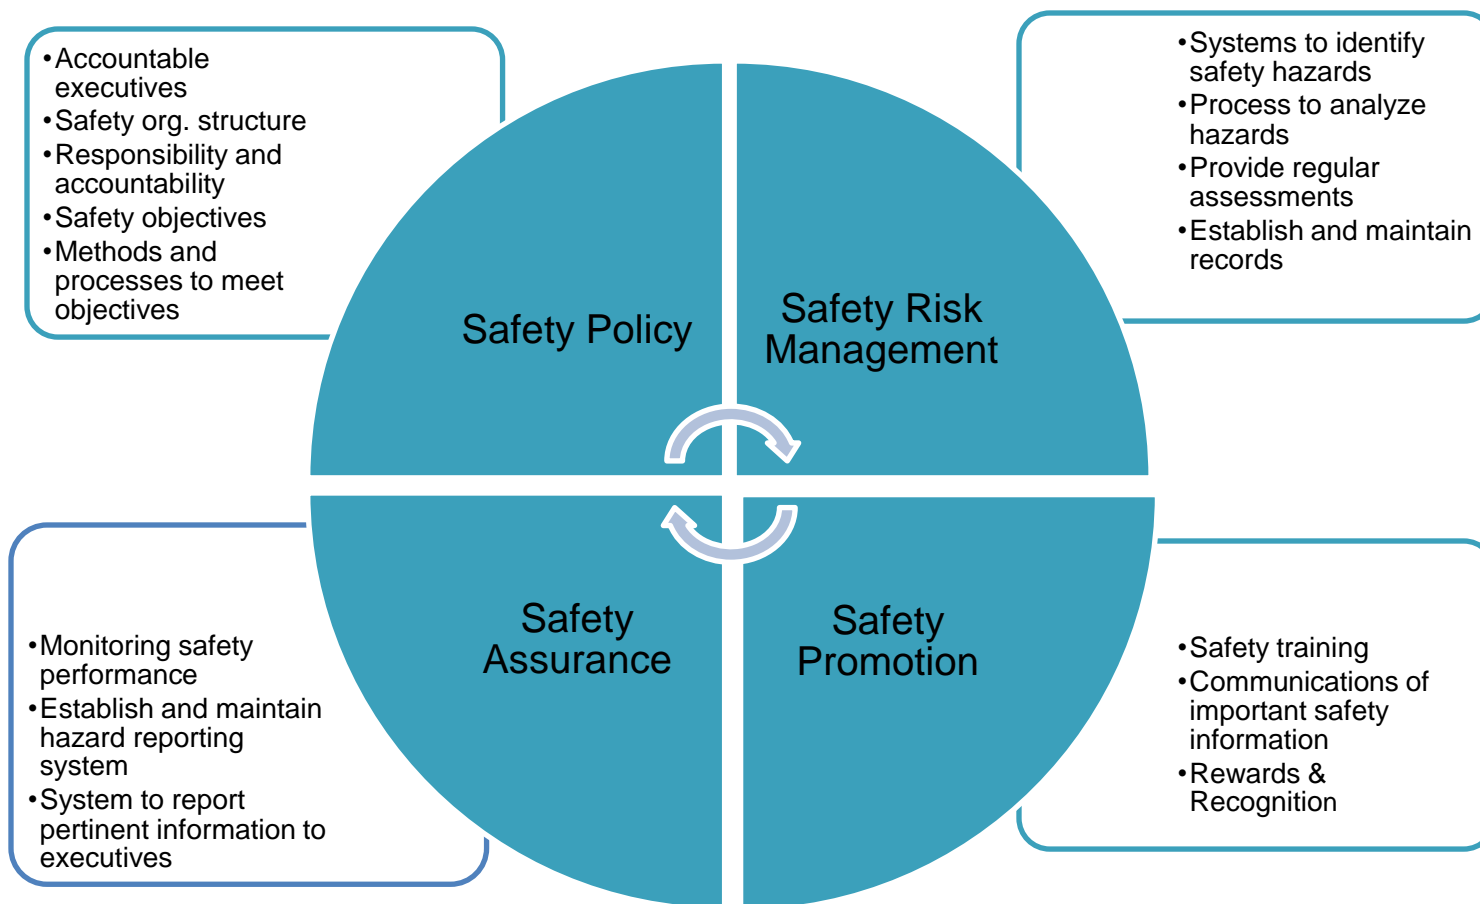 •Accountable
executives
•Safety org. structure
•Responsibility and
accountability
•Safety objectives
•Methods and
processes to meet
objectives
•Systems to identify
safety hazards
•Process to analyze
hazards
•Provide regular
assessments
•Establish and maintain
records
Safety Policy
Safety Risk
Management
Safety
Assurance
Safety
Promotion
•Monitoring safety
performance
•Establish and maintain
hazard reporting
system
•System to report
pertinent information to
executives
•Safety training
•Communications of
important safety
information
•Rewards &
Recognition